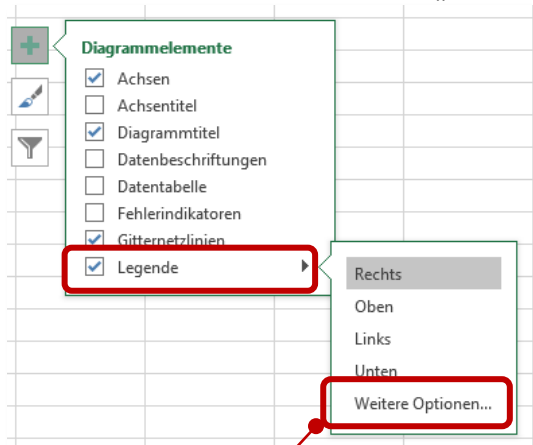 Diagrammelemente
Achsen
Achsentitel
Diagrammtitel
Datenbeschriftungen
Datentabelle
Fehlerindikatoren
Gitternetzlinien
Legende
Rechts
Oben
Links
Unten
Weitere Optionen...